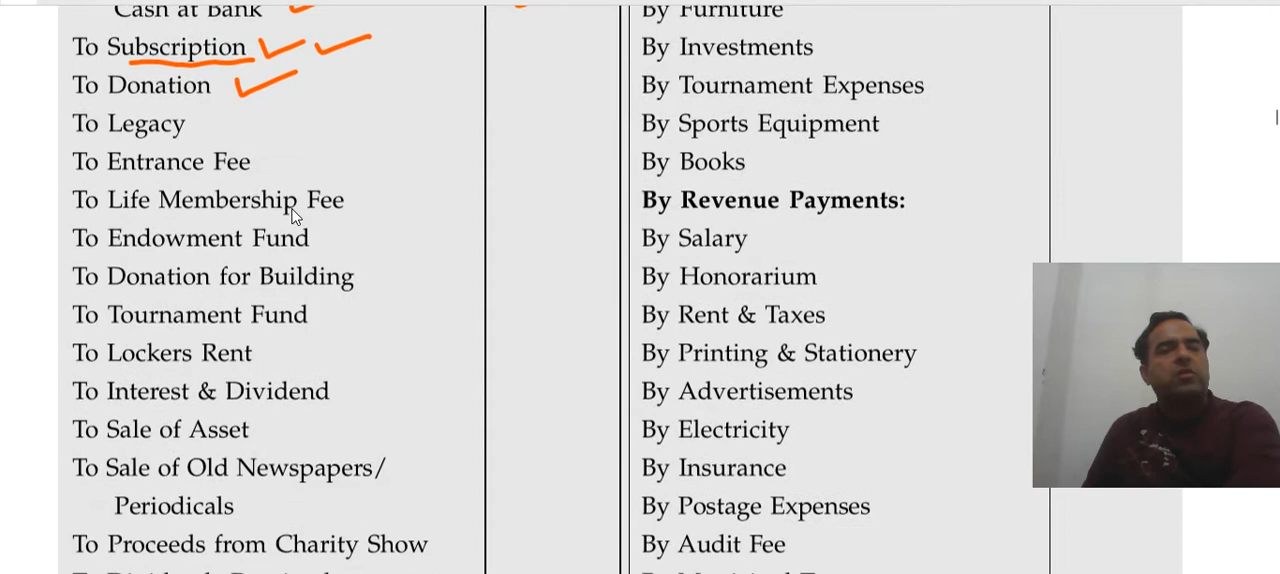 Cash at Bank
To Subscription
To Donation
To Legacy
To Entrance Fee
To Life Membership Fee
To Endowment Fund
To Donation for Building
To Tournament Fund
To Lockers Rent
To Interest & Dividend
To Sale of Asset
To Sale of Old Newspapers/
Periodicals
To Proceeds from Charity Show
By Furniture
By Investments
By Tournament Expenses
By Sports Equipment
By Books
By Revenue Payments:
By Salary
By Honorarium
By Rent & Taxes
By Printing & Stationery
By Advertisements
By Electricity
By Insurance
By Postage Expenses
By Audit Fee